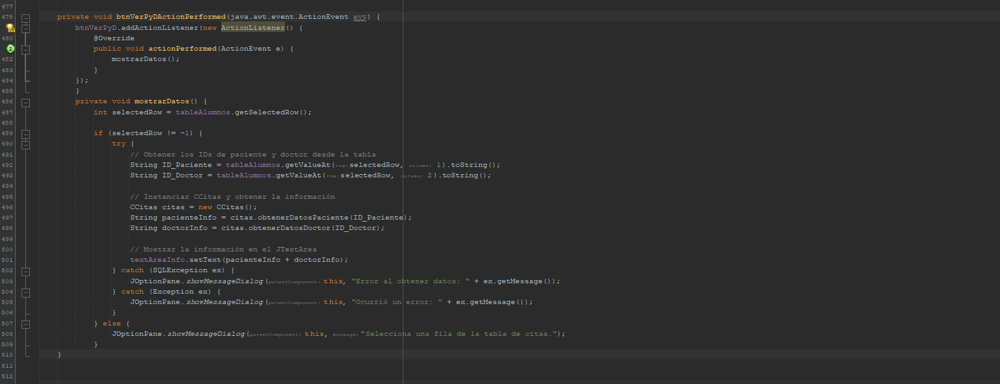 477
478 private void btnVerPyDActionPerformed(java.awt.event.ActionEvent evt) {
btnVerPyD.addActionListener(new ActionListener() {
480 @Override
public void actionPerformed(ActionEvent e) {
482 mostrarDatos();
483 }
484 });
485 }
486 private void mostrarDatos() {
487 int selectedRow = tableAlumnos.getSelectedRow();
488
489 if (selectedRow != -1) {
490 try {
491 // Obtener los IDs de paciente y doctor desde la tabla
492 String ID_Paciente = tableAlumnos.getValueAt(row: selectedRow, column: 1).toString();
493 String ID_Doctor = tableAlumnos.getValueAt(row: selectedRow, column: 2).toString();
494
495 // Instanciar CCitas y obtener la información
496 CCitas citas = new CCitas();
497 String pacienteInfo = citas.obtenerDatosPaciente(ID_Paciente);
498 String doctorInfo = citas.obtenerDatosDoctor(ID_Doctor);
499
500 // Mostrar la información en el JTextArea
501 textAreaInfo.setText(pacienteInfo + doctorInfo);
502 } catch (SQLException ex) {
503 JOptionPane.showMessageDialog(parentComponent: this, "Error al obtener datos: " + ex.getMessage());
504 } catch (Exception ex) {
505 JOptionPane.showMessageDialog(parentComponent: this, "Ocurrió un error: " + ex.getMessage());
506 }
507 } else {
508 JOptionPane.showMessageDialog(parentComponent: this, message: "Selecciona una fila de la tabla de citas.");
509 }
510 }
511
512